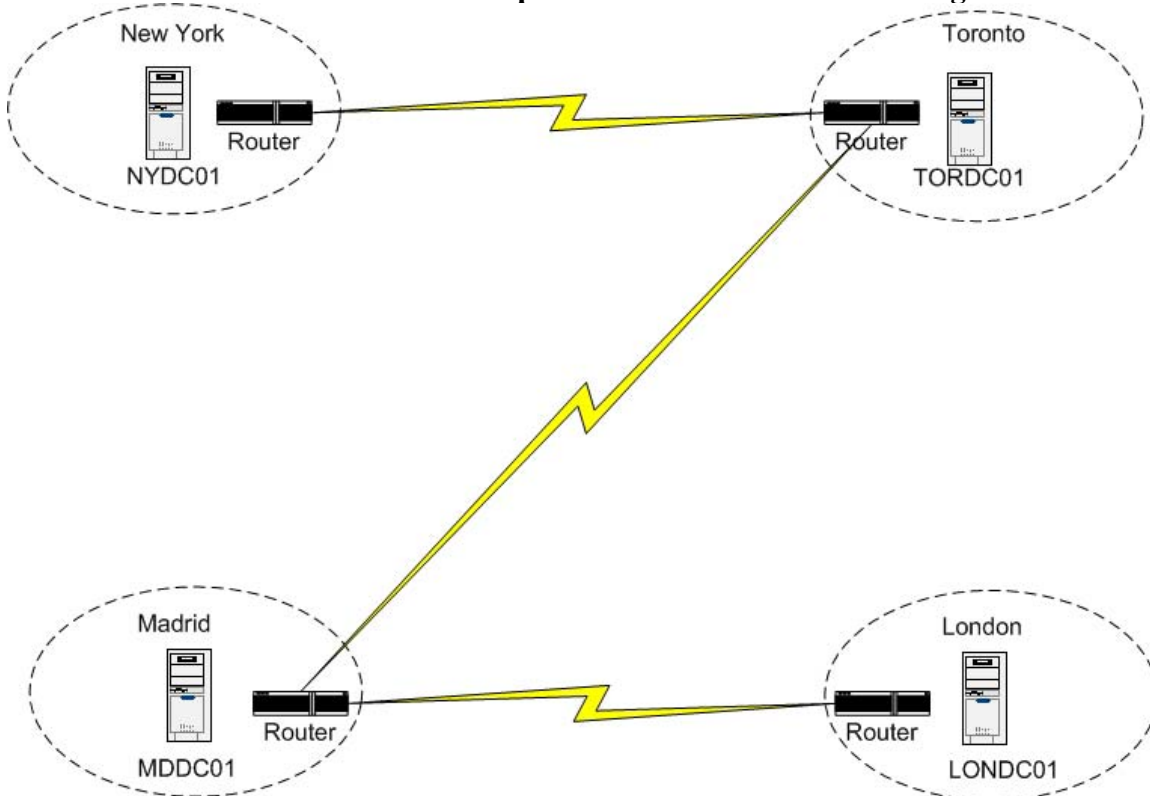 New York
Router
NYDC01
Toronto
Router
TORDC01
Madrid
Router
MDDC01
London
Router
LONDC01